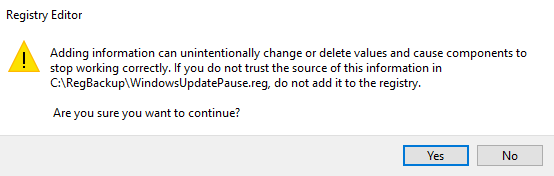 Registry Editor
Adding information can unintentionally change or delete values and cause components to
stop working correctly. If you do not trust the source of this information in
C:\RegBackup\WindowsUpdatePause.reg, do not add it to the registry.
Are you sure you want to continue?
Yes
No